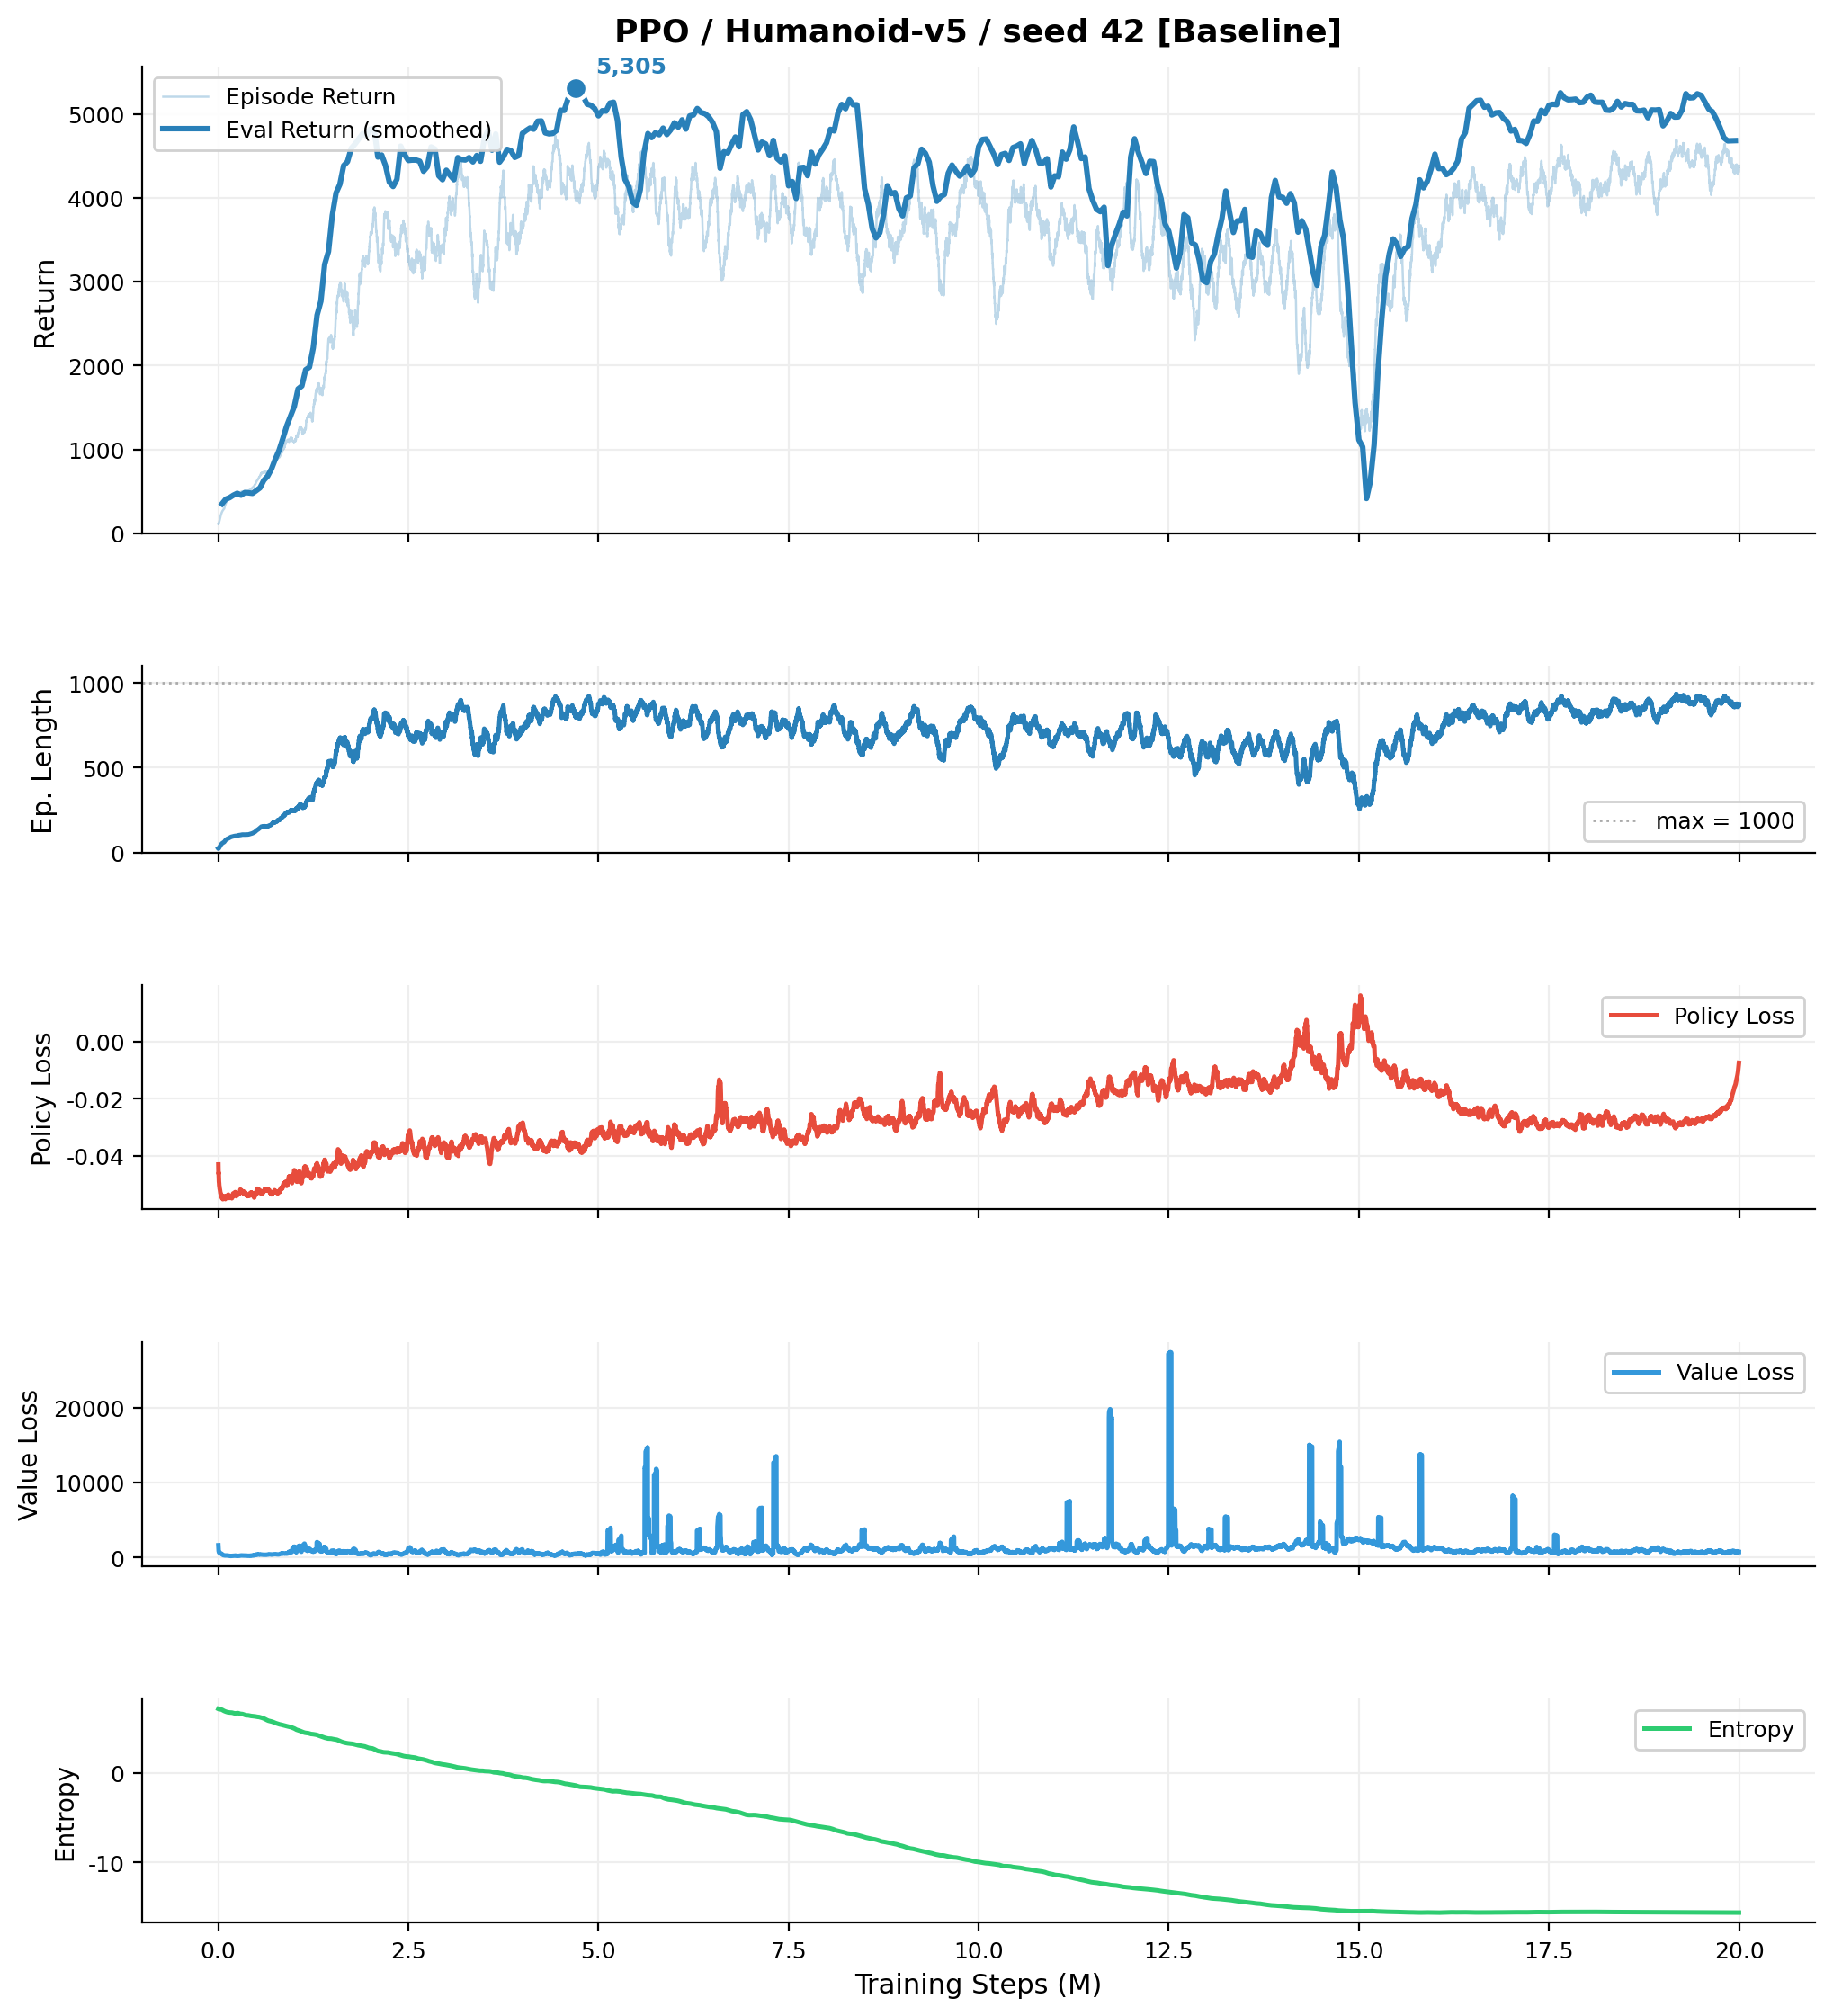 PPO / Humanoid-v5 / seed 42 [Baseline]
5,305
Episode Return
Eval Return (smoothed)
Return
5000
4000
3000
2000
1000
0
Ep. Length
1000
500
0
max = 1000
Policy Loss
0.00
-0.02
-0.04
Policy Loss
Value Loss
20000
10000
0
Value Loss
Entropy
0
-10
Entropy
0.0 2.5 5.0 7.5 10.0 12.5 15.0 17.5 20.0
Training Steps (M)